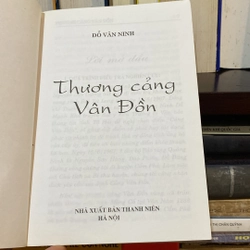 ĐỖ VĂN NINH
Thương cảng
Vân Đồn
NHÀ XUẤT BẢN THANH NIÊN
HÀ NỘI